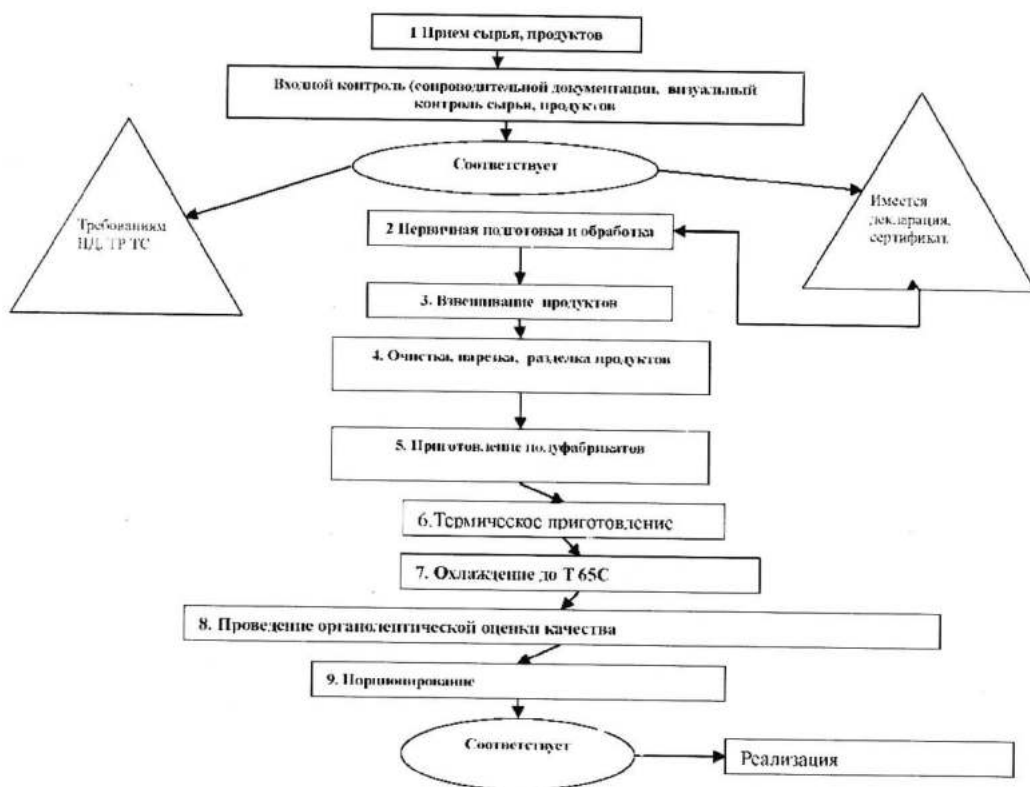 1 Прием сырья, продуктов
Входной контроль (сопроводительной документации, визуальный
контроль сырья, продуктов
Соответствует
Требованиям
НД, ТР ТС
Имеется
декларация,
сертификат
2 Первичная подготовка и обработка
3. Взвешивание продуктов
4. Очистка, нарезка, разделка продуктов
5. Приготовление полуфабрикатов
6.Термическое приготовление
7. Охлаждение до Т 65С
8. Проведение органолептической оценки качества
9. Порционирование
Соответствует
Реализация